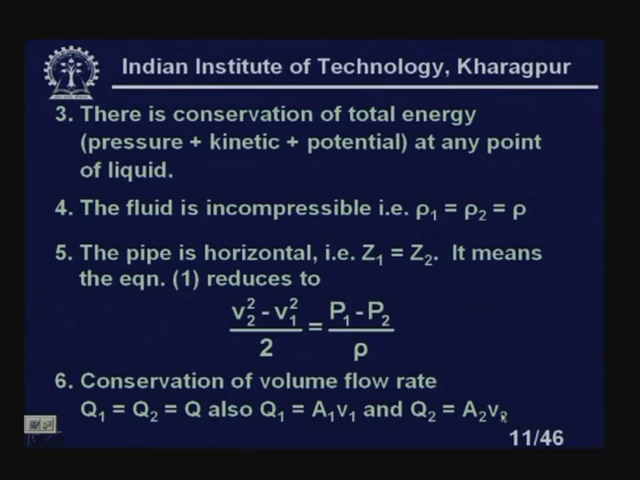 Indian Institute of Technology, Kharagpur
3. There is conservation of total energy
(pressure + kinetic + potential) at any point
of liquid.
4. The fluid is incompressible i.e. ρ₁ = ρ₂ = ρ
5. The pipe is horizontal, i.e. Z₁ = Z₂. It means
the eqn. (1) reduces to
(v₂² - v₁²)/2 = (P₁ - P₂)/ρ
6. Conservation of volume flow rate
Q₁ = Q₂ = Q also Q₁ = A₁v₁ and Q₂ = A₂v₂
11/46